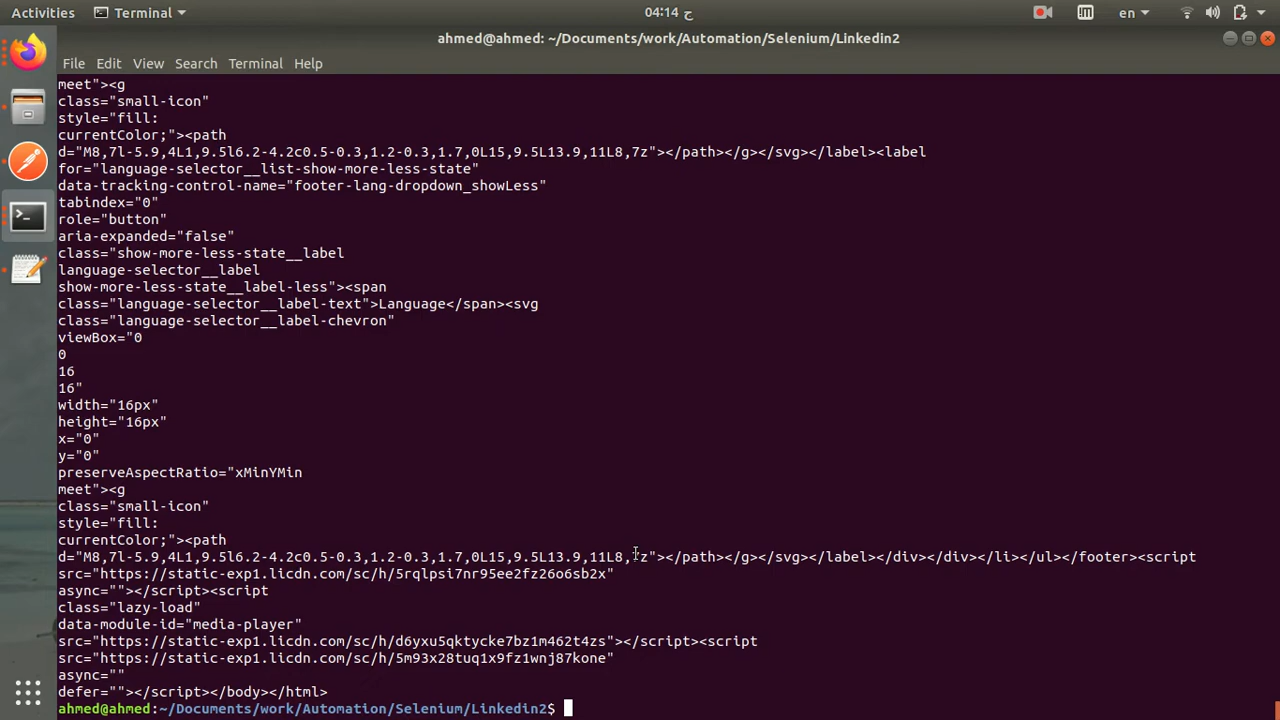 Activities
Terminal
04:14 ج
en
ahmed@ahmed: ~/Documents/work/Automation/Selenium/Linkedin2
File Edit View Search Terminal Help
meet"><g
class="small-icon"
style="fill:
currentColor;"><path
d="M8,7l-5.9,4L1,9.5l6.2-4.2c0.5-0.3,1.2-0.3,1.7,0L15,9.5L13.9,11L8,7z"></path></g></svg></label><label
for="language-selector__list-show-more-less-state"
data-tracking-control-name="footer-lang-dropdown_showLess"
tabindex="0"
role="button"
aria-expanded="false"
class="show-more-less-state__label
language-selector__label
show-more-less-state__label-less"><span
class="language-selector__label-text">Language</span><svg
class="language-selector__label-chevron"
viewBox="0
0
16
16"
width="16px"
height="16px"
x="0"
y="0"
preserveAspectRatio="xMinYMin
meet"><g
class="small-icon"
style="fill:
currentColor;"><path
d="M8,7l-5.9,4L1,9.5l6.2-4.2c0.5-0.3,1.2-0.3,1.7,0L15,9.5L13.9,11L8,7z"></path></g></svg></label></div></div></li></ul></footer><script
src="https://static-exp1.licdn.com/sc/h/5rqlpsi7nr95ee2fz26o6sb2x"
async=""></script><script
class="lazy-load"
data-module-id="media-player"
src="https://static-exp1.licdn.com/sc/h/d6yxu5qktycke7bz1m462t4zs"></script><script
src="https://static-exp1.licdn.com/sc/h/5m93x28tuq1x9fz1wnj87kone"
async=""
defer=""></script></body></html>
ahmed@ahmed:~/Documents/work/Automation/Selenium/Linkedin2$